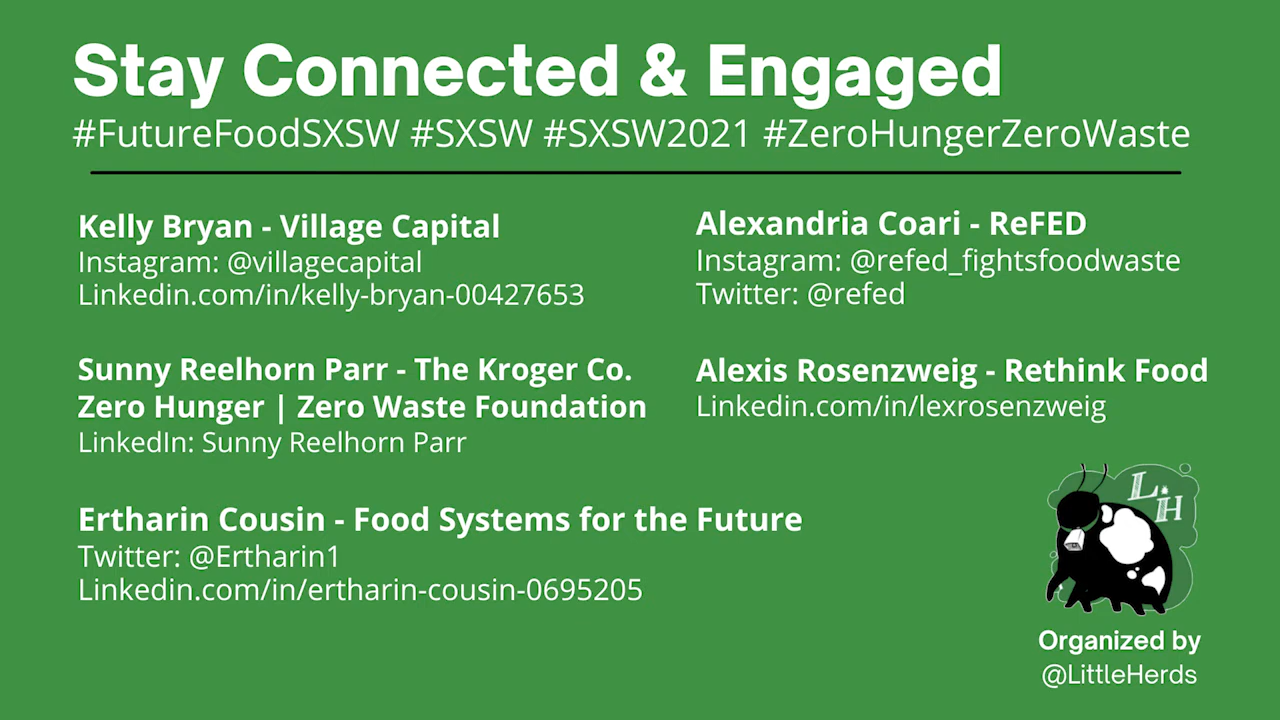 Stay Connected & Engaged
#FutureFoodSXSW #SXSW #SXSW2021 #ZeroHungerZeroWaste
Kelly Bryan - Village Capital
Instagram: @villagecapital
Linkedin.com/in/kelly-bryan-00427653
Alexandria Coari - ReFED
Instagram: @refed_fightsfoodwaste
Twitter: @refed
Sunny Reelhorn Parr - The Kroger Co.
Zero Hunger | Zero Waste Foundation
LinkedIn: Sunny Reelhorn Parr
Alexis Rosenzweig - Rethink Food
Linkedin.com/in/lexrosenzweig
Ertharin Cousin - Food Systems for the Future
Twitter: @Ertharin1
Linkedin.com/in/ertharin-cousin-0695205
L.H
Organized by
@LittleHerds